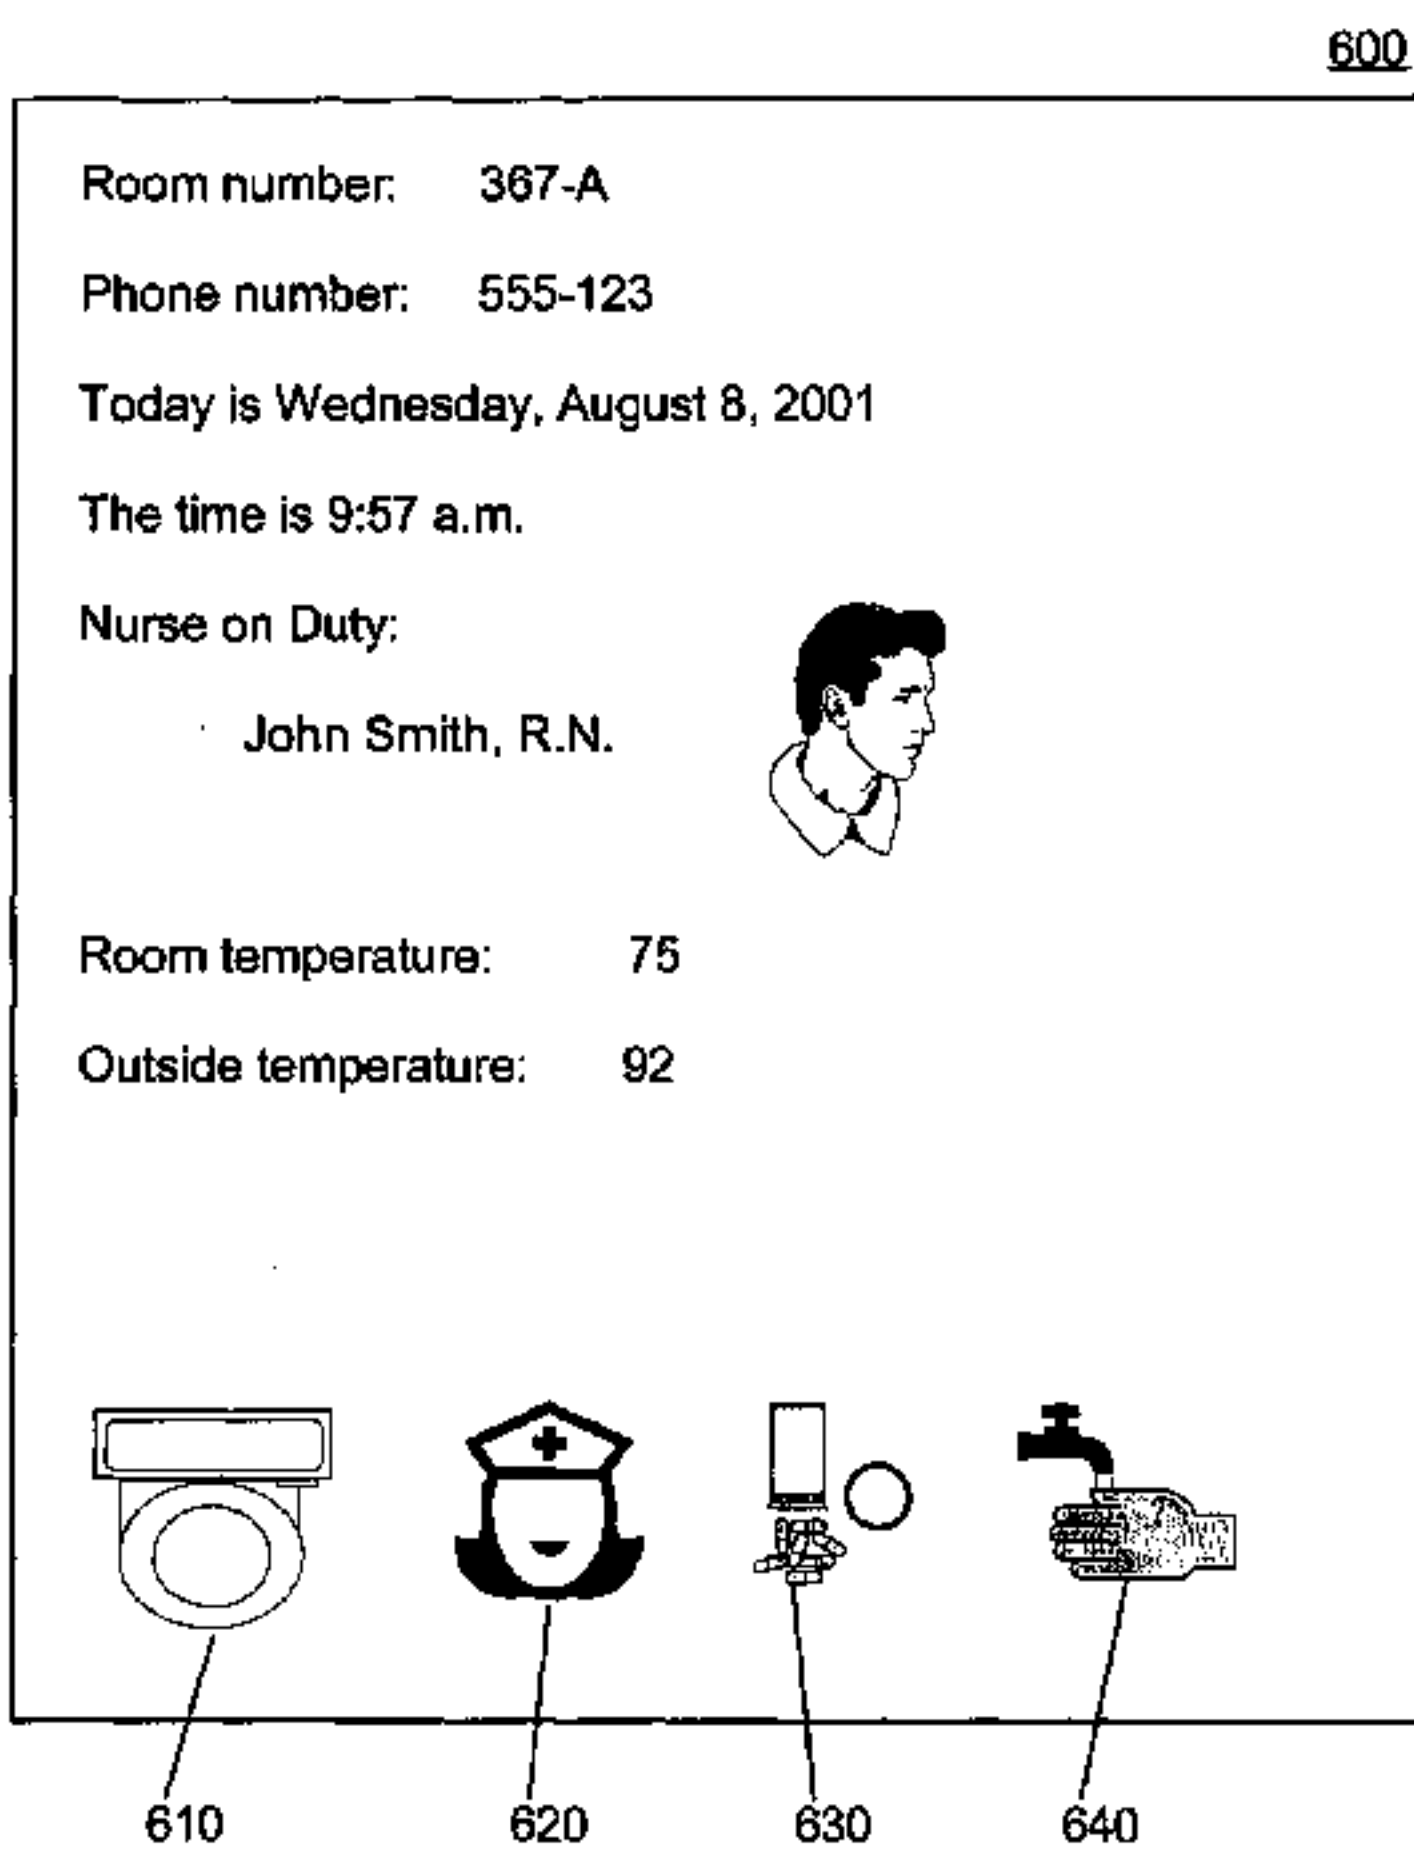 600
Room number: 367-A
Phone number: 555-123
Today is Wednesday, August 8, 2001
The time is 9:57 a.m.
Nurse on Duty:
John Smith, R.N.
Room temperature: 75
Outside temperature: 92
610 620 630 640